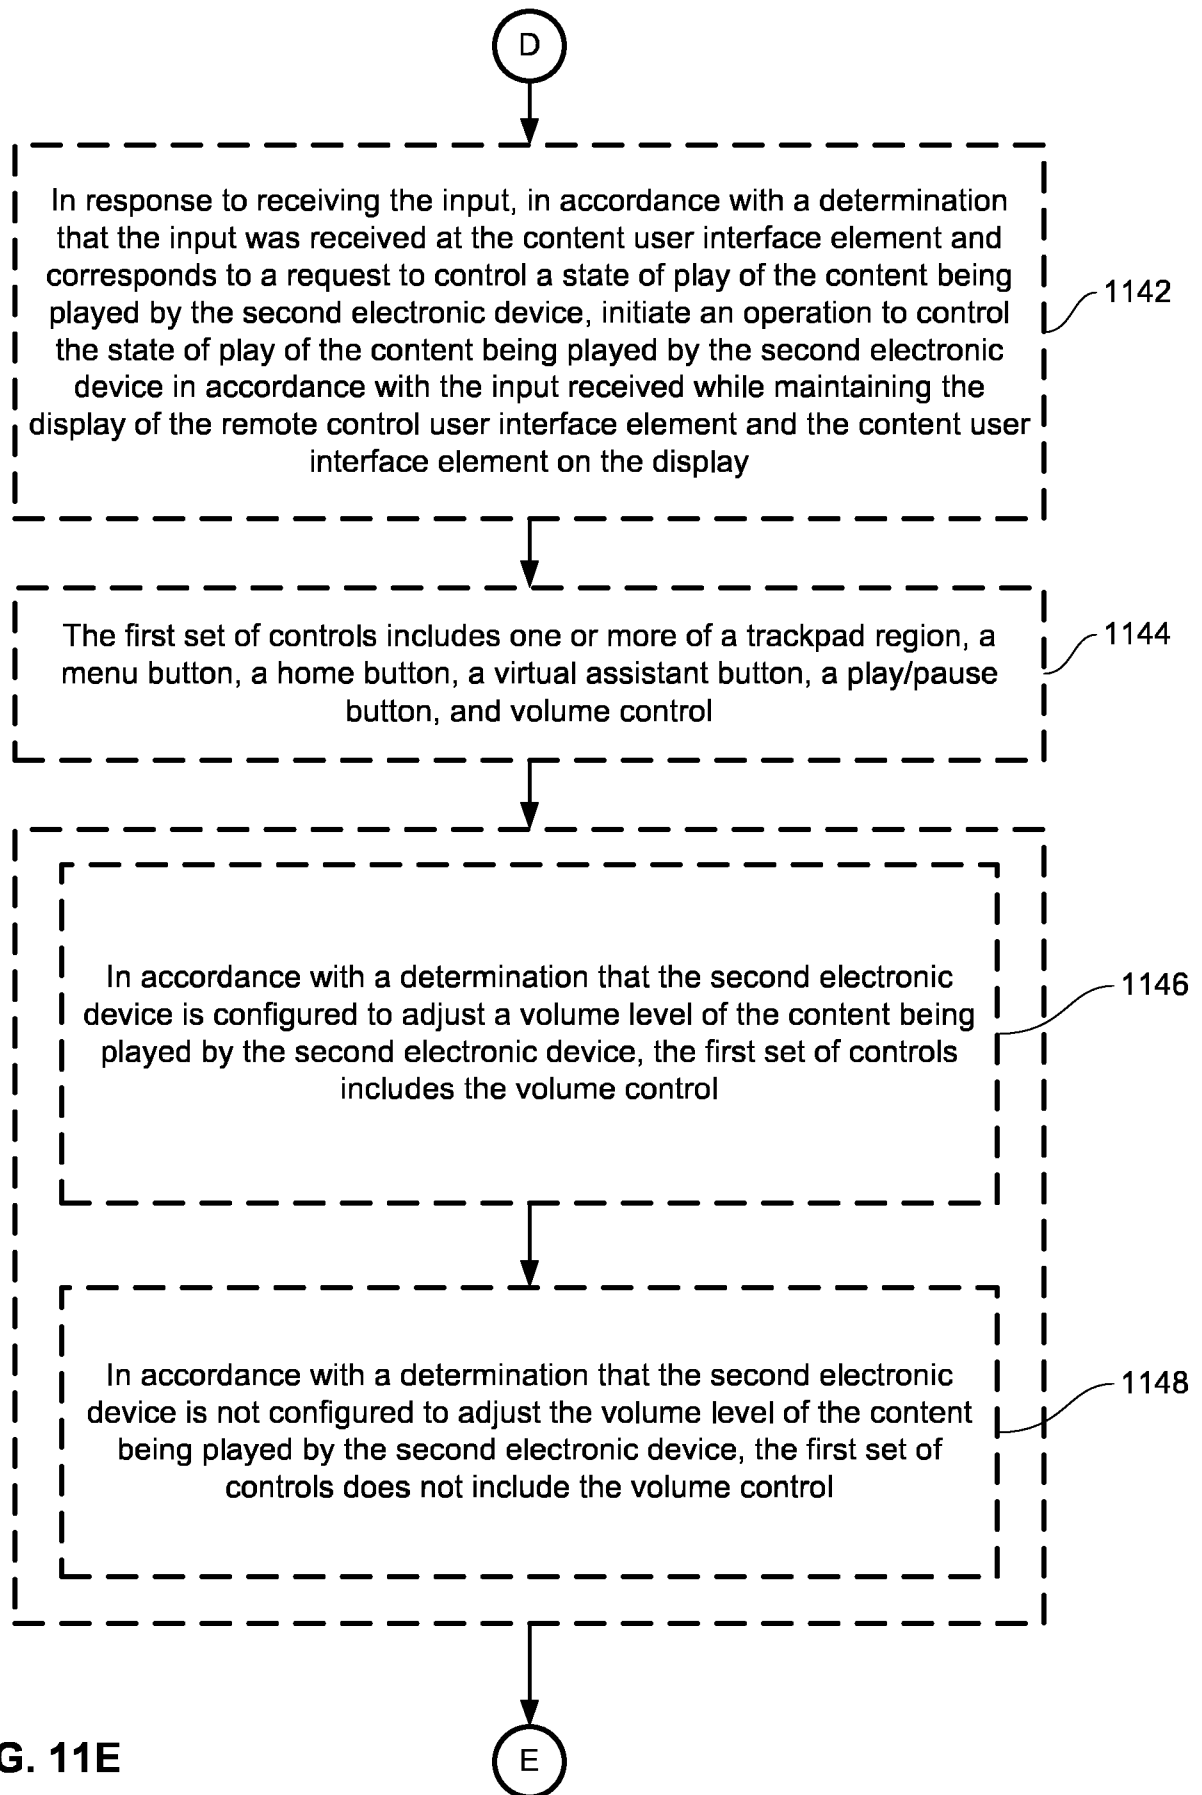 D
In response to receiving the input, in accordance with a determination
that the input was received at the content user interface element and
corresponds to a request to control a state of play of the content being
played by the second electronic device, initiate an operation to control
the state of play of the content being played by the second electronic
device in accordance with the input received while maintaining the
display of the remote control user interface element and the content user
interface element on the display
1142
The first set of controls includes one or more of a trackpad region, a
menu button, a home button, a virtual assistant button, a play/pause
button, and volume control
1144
In accordance with a determination that the second electronic
device is configured to adjust a volume level of the content being
played by the second electronic device, the first set of controls
includes the volume control
1146
In accordance with a determination that the second electronic
device is not configured to adjust the volume level of the content
being played by the second electronic device, the first set of
controls does not include the volume control
1148
G. 11E
E